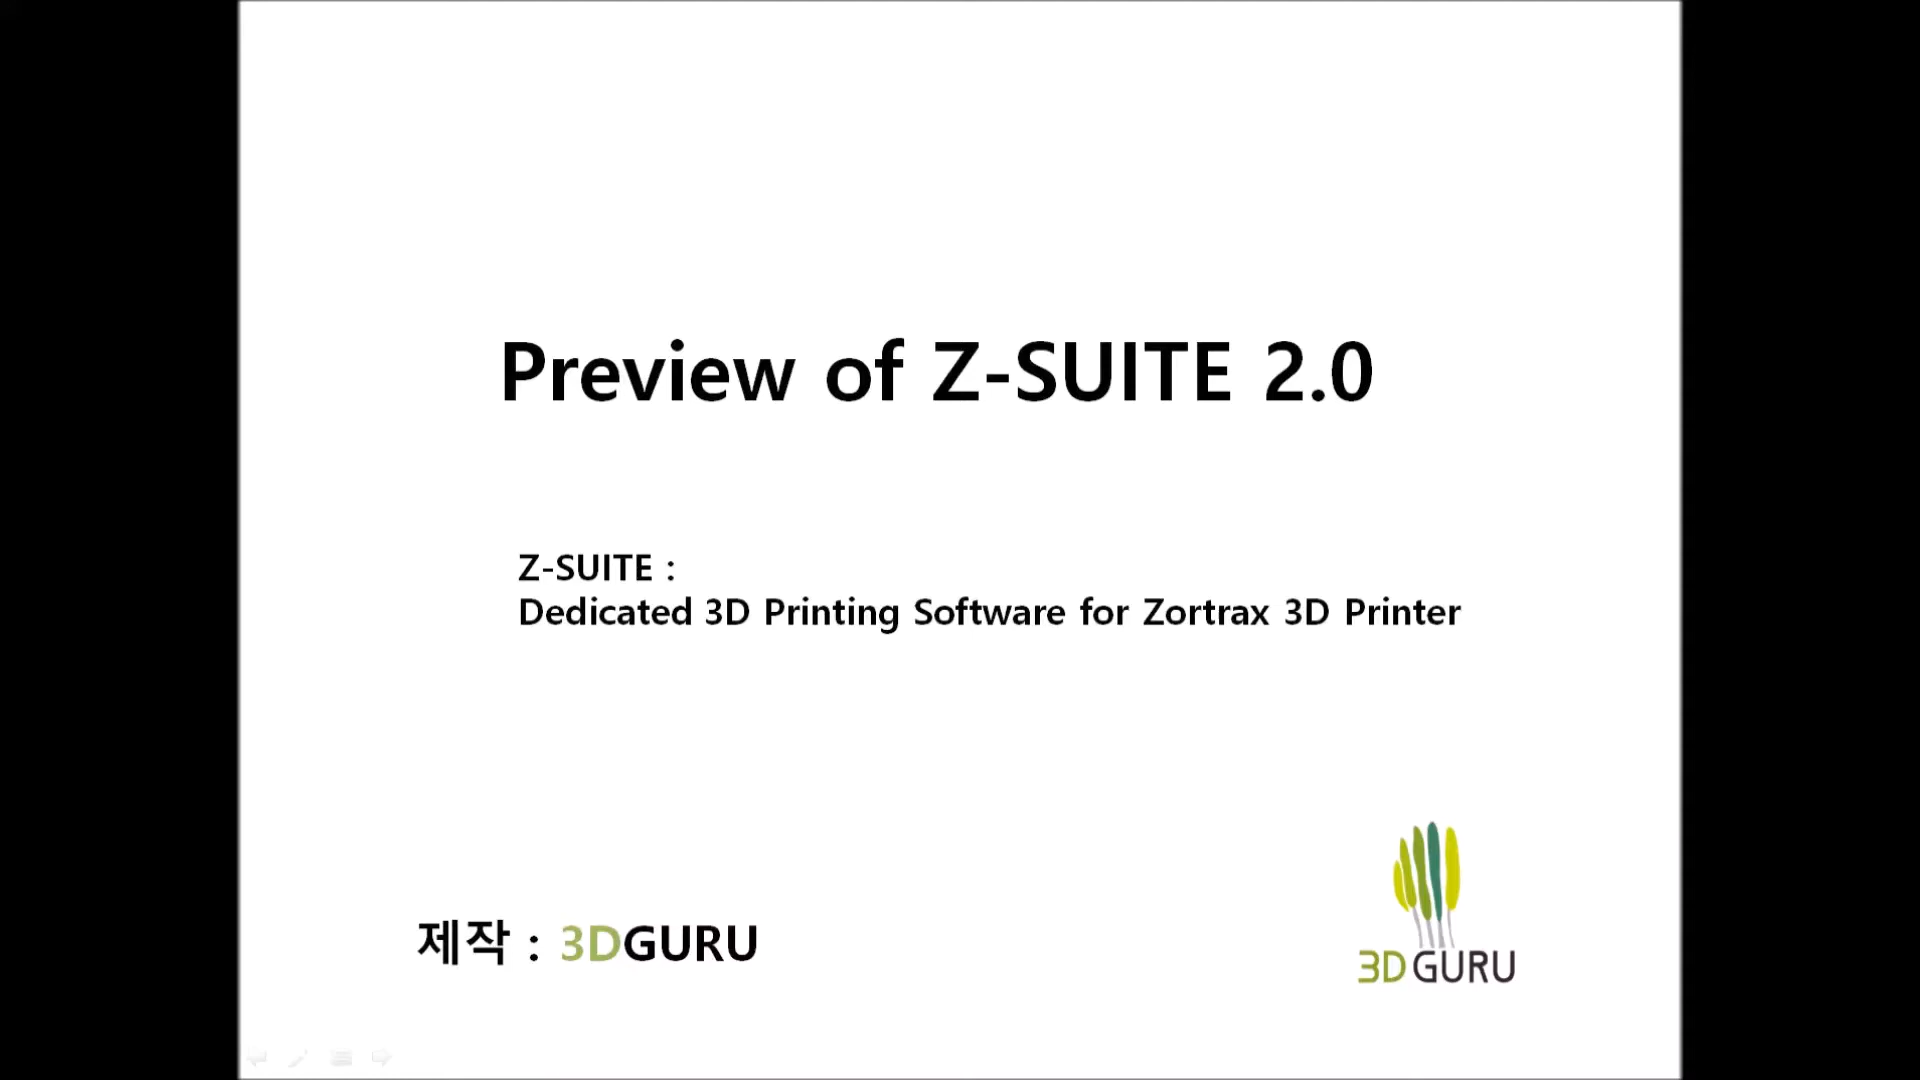 Preview of Z-SUITE 2.0
Z-SUITE :
Dedicated 3D Printing Software for Zortrax 3D Printer
제작 : 3DGURU
3D GURU